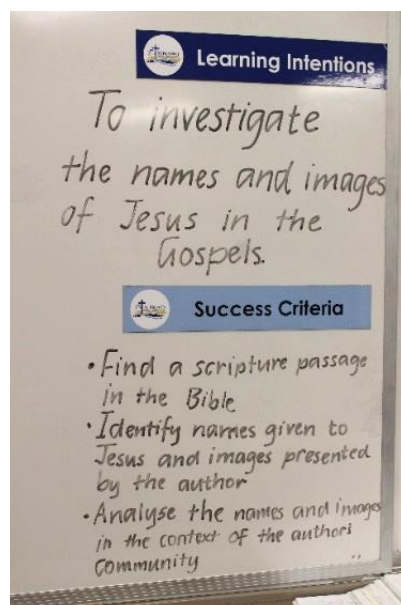 Learning Intentions
To investigate
the names and images
of Jesus in the
Gospels.
Success Criteria
• Find a scripture passage
in the Bible
• Identify names given to
Jesus and images presented
by the author
• Analyse the names and images
in the context of the authors
community